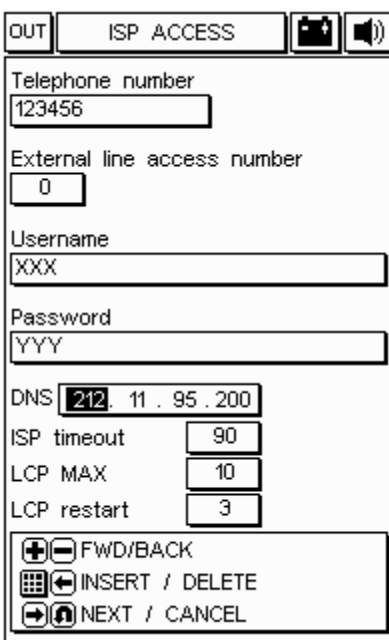 OUT ISP ACCESS
Telephone number
123456
External line access number
0
Username
XXX
Password
YYY
DNS 212. 11 . 95 . 200
ISP timeout 90
LCP MAX 10
LCP restart 3
FWD/BACK
INSERT / DELETE
NEXT / CANCEL